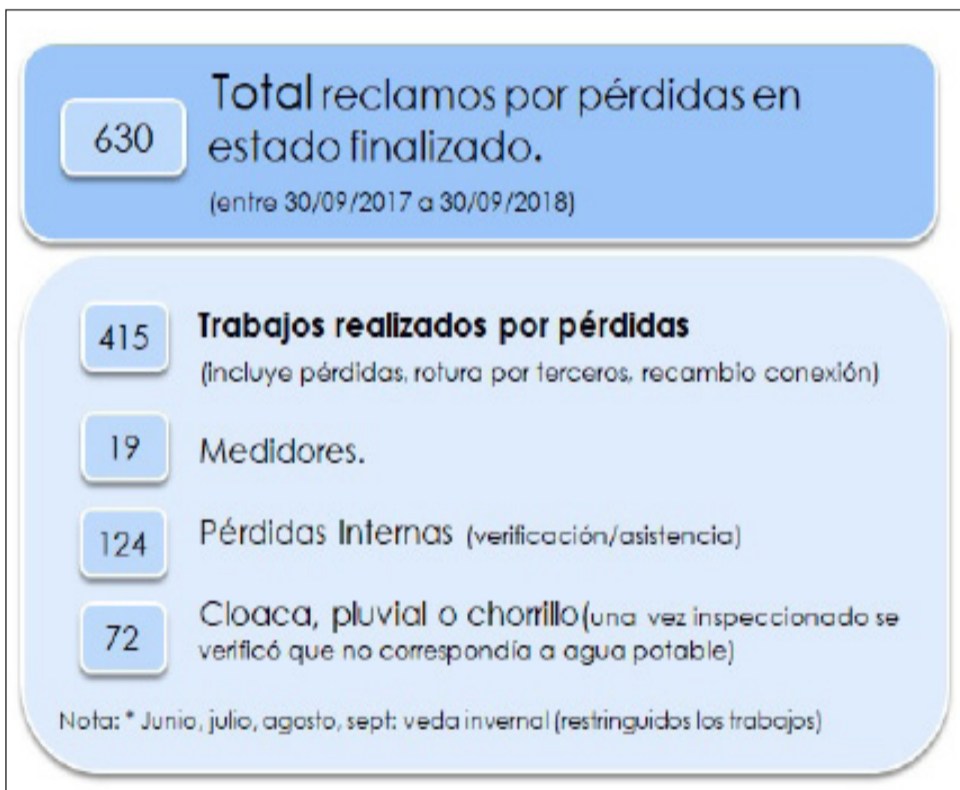 630
Total reclamos por pérdidas en
estado finalizado.
(entre 30/09/2017 a 30/09/2018)
415
Trabajos realizados por pérdidas
(incluye pérdidas, rotura por terceros, recambio conexión)
19
Medidores.
124
Pérdidas Internas (verificación/asistencia)
72
Cloaca, pluvial o chorrillo(una vez inspeccionado se
verificó que no correspondía a agua potable)
Nota: * Junio, julio, agosto, sept: veda invernal (restringuidos los trabajos)